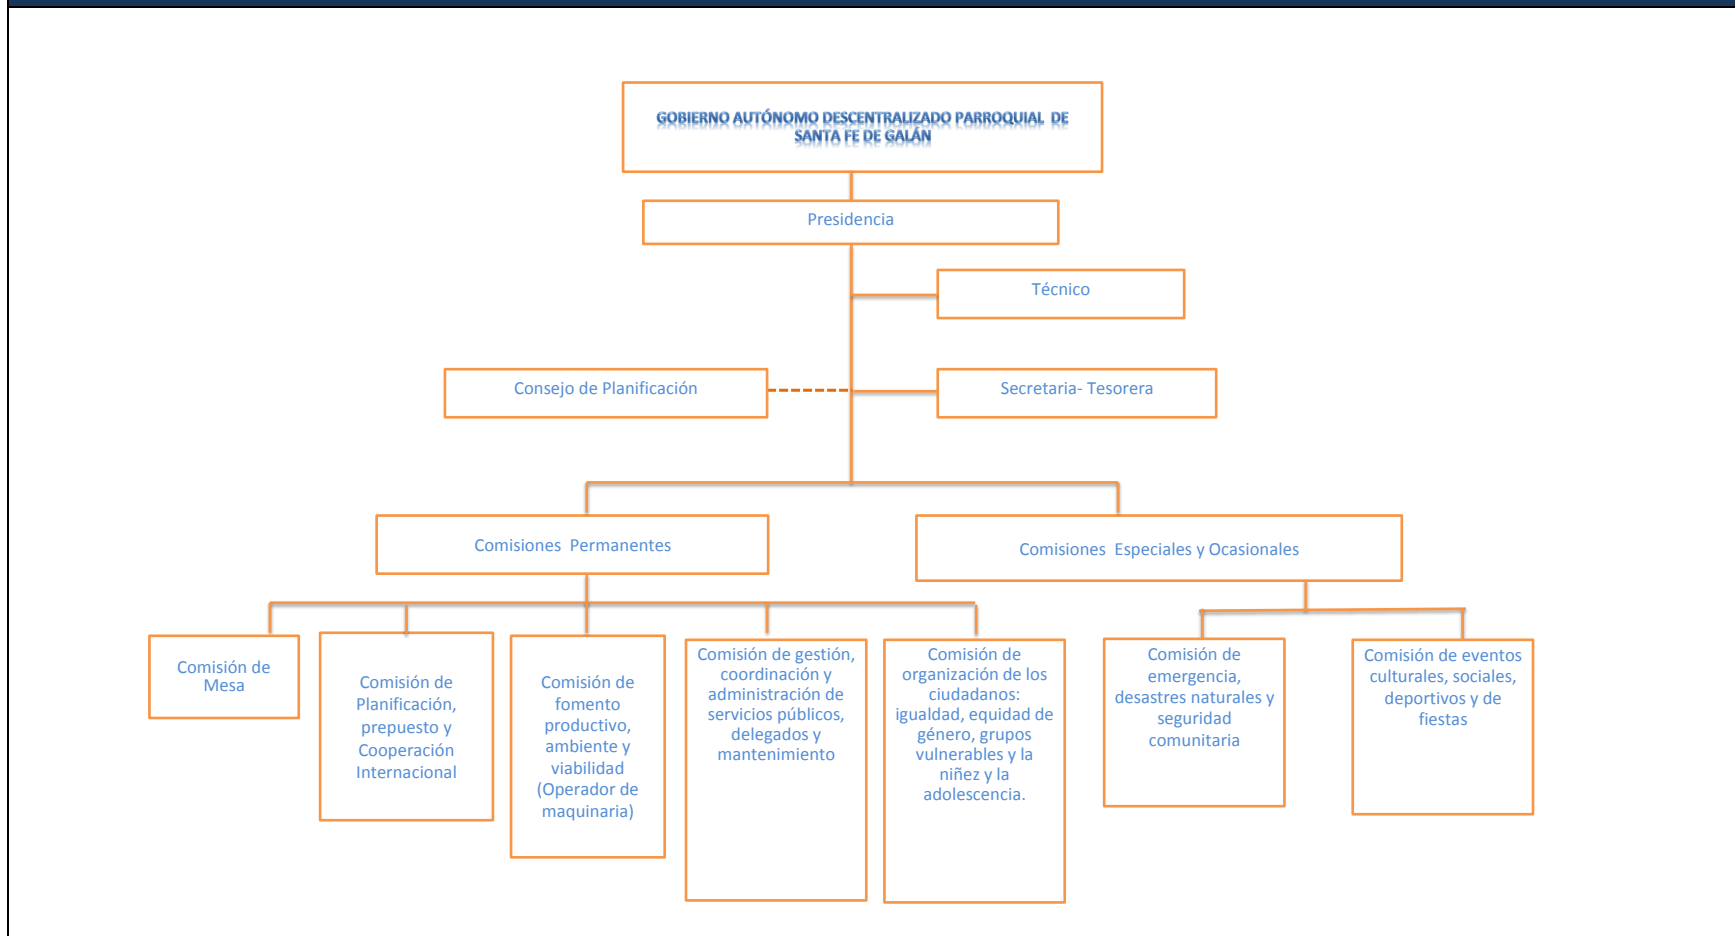 GOBIERNO AUTÓNOMO DESCENTRALIZADO PARROQUIAL DE
SANTA FE DE GALÁN
Presidencia
Técnico
Consejo de Planificación
Secretaria- Tesorera
Comisiones Permanentes
Comisiones Especiales y Ocasionales
Comisión de
Mesa
Comisión de
Planificación,
prepuesto y
Cooperación
Internacional
Comisión de
fomento
productivo,
ambiente y
viabilidad
(Operador de
maquinaria)
Comisión de gestión,
coordinación y
administración de
servicios públicos,
delegados y
mantenimiento
Comisión de
organización de los
ciudadanos:
igualdad, equidad de
género, grupos
vulnerables y la
niñez y la
adolescencia.
Comisión de
emergencia,
desastres naturales y
seguridad
comunitaria
Comisión de eventos
culturales, sociales,
deportivos y de
fiestas